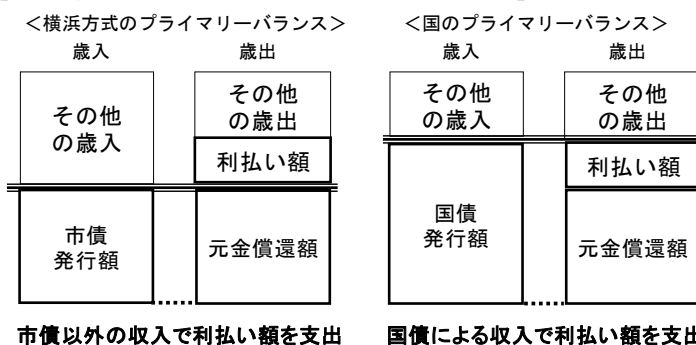 ＜横浜方式のプライマリーバランス＞
歳入
歳出
その他
の歳入
その他
の歳出
利払い額
市債
発行額
元金償還額
市債以外の収入で利払い額を支出
＜国のプライマリーバランス＞
歳入
歳出
その他
の歳入
その他
の歳出
利払い額
国債
発行額
元金償還額
国債による収入で利払い額を支出